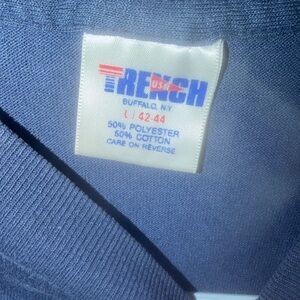 TRENCH
USA
BUFFALO, N.Y.
L 42-44
50% POLYESTER
50% COTTON
CARE ON REVERSE